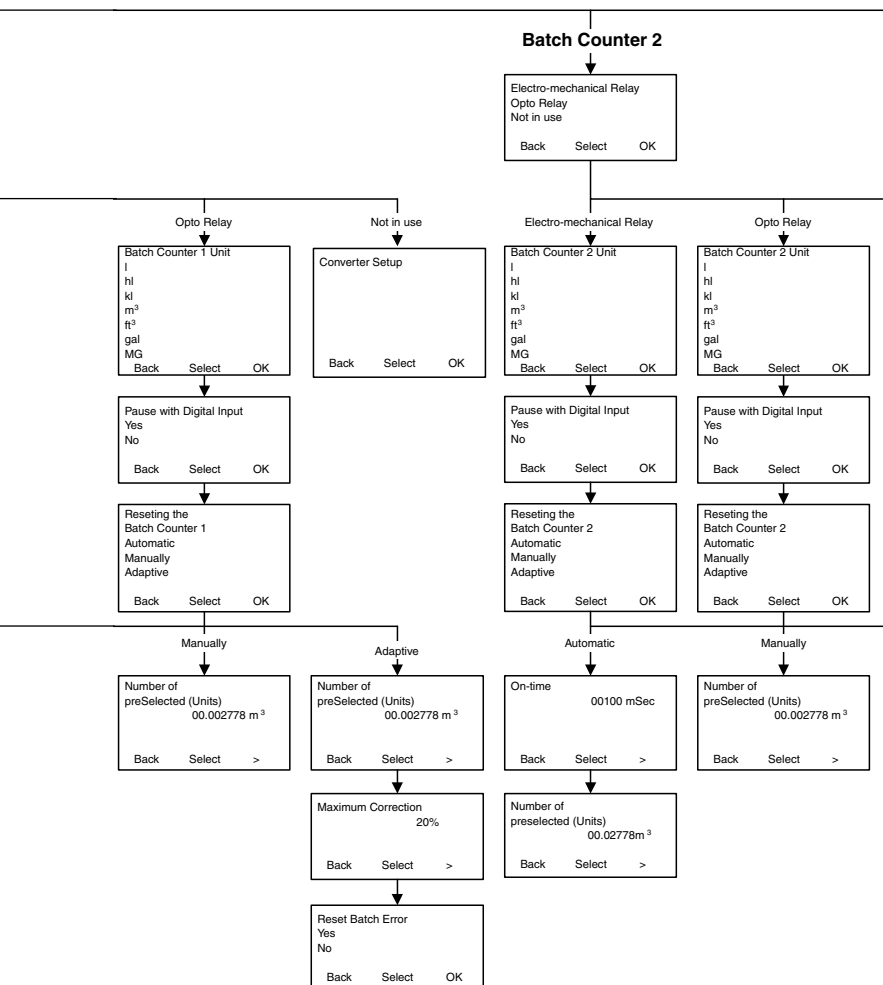 Batch Counter 2
Electro-mechanical Relay
Opto Relay
Not in use
Back Select OK
Opto Relay
Batch Counter 1 Unit
l
hl
kl
m³
ft³
gal
MG
Back Select OK
Pause with Digital Input
Yes
No
Back Select OK
Reseting the
Batch Counter 1
Automatic
Manually
Adaptive
Back Select OK
Not in use
Converter Setup
Back Select OK
Electro-mechanical Relay
Batch Counter 2 Unit
l
hl
kl
m³
ft³
gal
MG
Back Select OK
Pause with Digital Input
Yes
No
Back Select OK
Reseting the
Batch Counter 2
Automatic
Manually
Adaptive
Back Select OK
Opto Relay
Batch Counter 2 Unit
l
hl
kl
m³
ft³
gal
MG
Back Select OK
Pause with Digital Input
Yes
No
Back Select OK
Reseting the
Batch Counter 2
Automatic
Manually
Adaptive
Back Select OK
Manually
Number of
preSelected (Units)
00.002778 m³
Back Select >
Adaptive
Number of
preSelected (Units)
00.002778 m³
Back Select >
Maximum Correction
20%
Back Select >
Reset Batch Error
Yes
No
Back Select OK
Automatic
On-time
00100 mSec
Back Select >
Number of
preselected (Units)
00.02778m³
Back Select >
Manually
Number of
preSelected (Units)
00.002778 m³
Back Select >